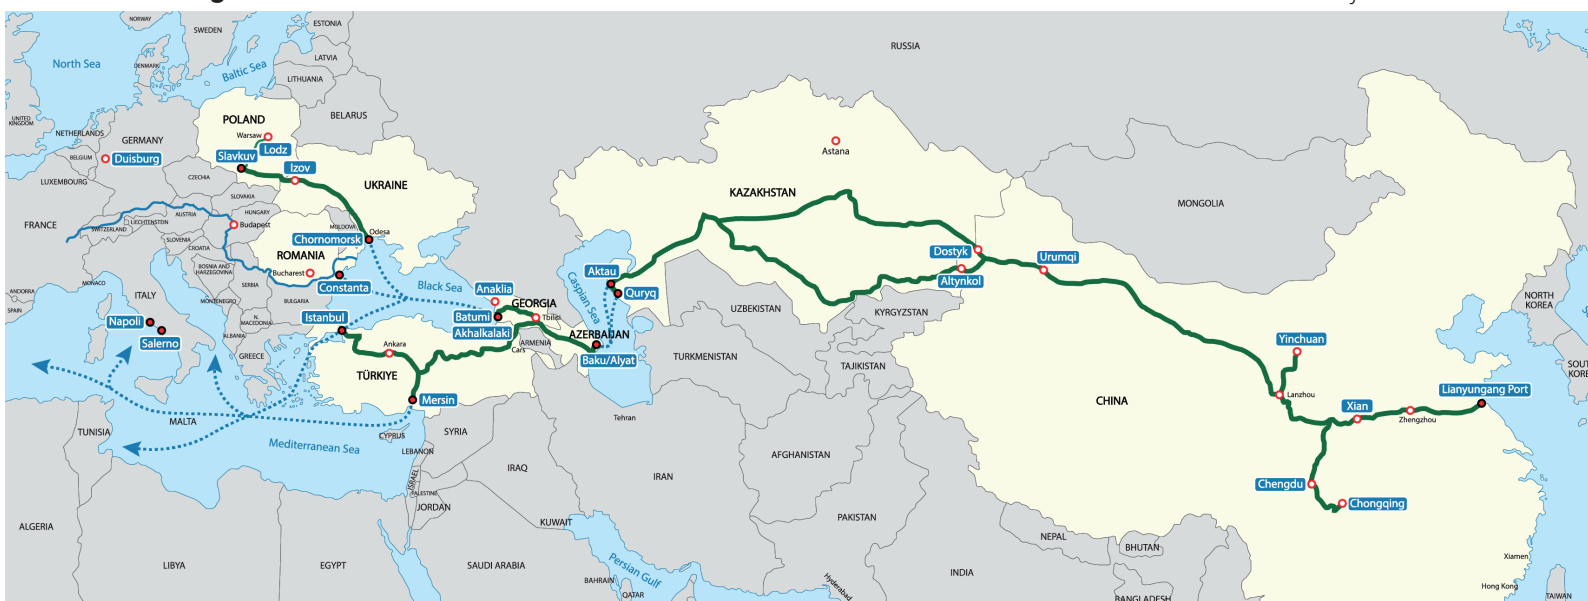 NORWAY
SWEDEN
ESTONIA
RUSSIA
North Sea
DENMARK
Baltic Sea
LATVIA
LITHUANIA
UNITED
KINGDOM
NETHERLANDS
GERMANY
POLAND
BELARUS
Warsaw
BELGIUM
Duisburg
Slavkuv
Lodz
Izov
Astana
LUXEMBOURG
CZECHIA
UKRAINE
KAZAKHSTAN
MONGOLIA
SLOVAKIA
FRANCE
SWITZERLAND
LIECHTENSTEIN
AUSTRIA
HUNGARY
Budapest
MOLDOVA
Odesa
Chornomorsk
SLOVENIA
CROATIA
ROMANIA
Dostyk
Urumqi
BOSNIA AND
HARZEGOVINA
Bucharest
Aktau
Altynkol
MONACO
SERBIA
Constanta
Black Sea
Anaklia
Caspian Sea
Quryq
ANDORRA
SPAIN
ITALY
MONTENEGRO
BULGARIA
GEORGIA
UZBEKISTAN
KYRGYZSTAN
NORTH
KOREA
Napoli
N.
MACEDONIA
Istanbul
Batumi
Tbilisi
Salerno
ALBANIA
Akhalkalaki
AZERBAIJAN
Ankara
Cars
ARMENIA
Yinchuan
GREECE
Baku/Alyat
TURKMENISTAN
TAJIKISTAN
SOUT
KORE
TÜRKIYE
Mersin
CHINA
Lanzhou
Xian
Lianyungang Port
Zhengzhou
MALTA
Tehran
TUNISIA
CYPRUS
SYRIA
Mediterranean Sea
LEBANON
AFGHANISTAN
IRAQ
IRAN
ISRAEL
PALESTINE
JORDAN
Chengdu
Chongqing
ALGERIA
KUWAIT
PAKISTAN
NEPAL
BHUTAN
Xiamen
LIBYA
EGYPT
SAUDI ARABIA
Persian Gulf
BAHRAIN
QATAR
Hyderabad
INDIA
BANGLADESH
Hong Kong
TAIWAN